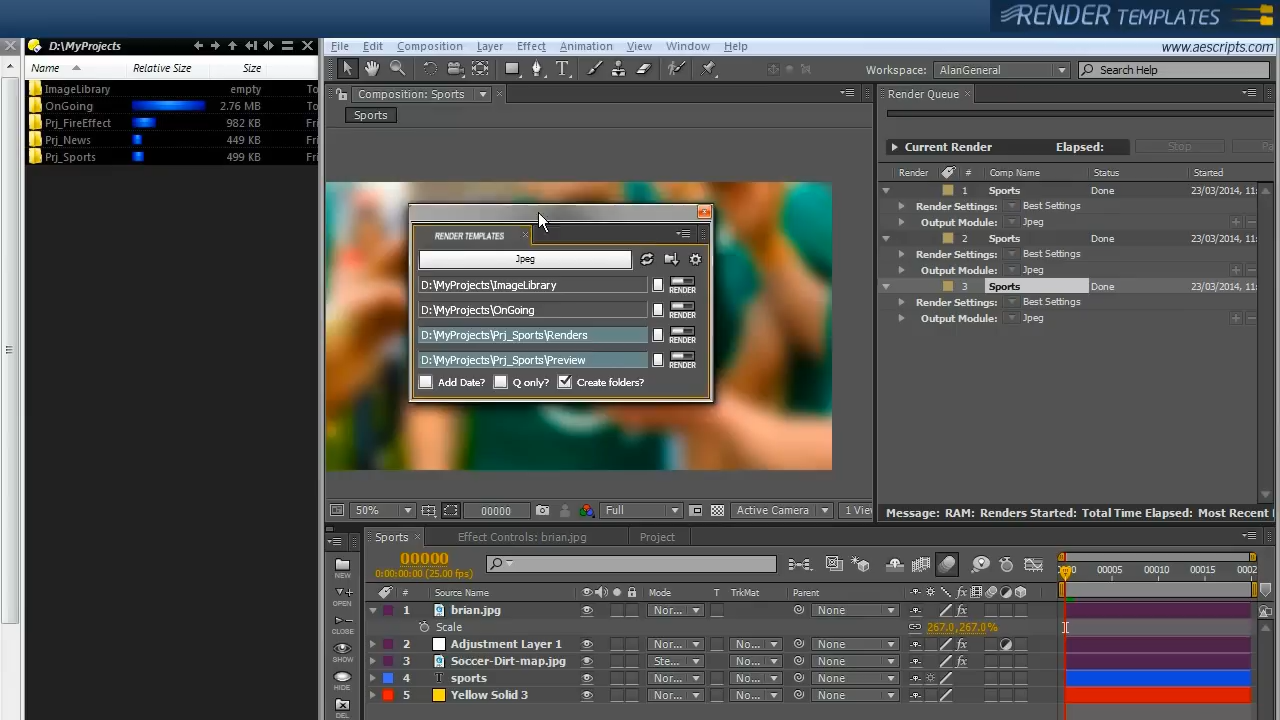 RENDER TEMPLATES
D:\MyProjects
File Edit Composition Layer Effect Animation View Window Help
www.aescripts.com
Name Relative Size Size
Workspace: AlanGeneral Search Help
ImageLibrary empty To
OnGoing 2.76 MB To
Prj_FireEffect 982 KB Fri
Prj_News 449 KB Fri
Prj_Sports 499 KB Fri
Composition: Sports
Sports
Render Queue
Current Render Elapsed: Stop Pa
Render # Comp Name Status Started
1 Sports Done 23/03/2014, 11:
Render Settings: Best Settings
Output Module: Jpeg
2 Sports Done 23/03/2014, 11:
Render Settings: Best Settings
Output Module: Jpeg
3 Sports Done 23/03/2014, 11:
Render Settings: Best Settings
Output Module: Jpeg
RENDER TEMPLATES
Jpeg
D:\MyProjects\ImageLibrary RENDER
D:\MyProjects\OnGoing RENDER
D:\MyProjects\Prj_Sports\Renders RENDER
D:\MyProjects\Prj_Sports\Preview RENDER
Add Date? Q only? Create folders?
50% 00000 Full Active Camera 1 Vie
Message: RAM: Renders Started: Total Time Elapsed: Most Recent
Sports Effect Controls: brian.jpg Project
00000
0:00:00:00 (25.00 fps)
NEW
OPEN
CLOSE
SHOW
HIDE
DEL
0000 00005 00010 00015 0002
# Source Name Mode T TrkMat Parent
1 brian.jpg Nor... None
Scale 267.0,267.0%
2 Adjustment Layer 1 Nor... No... None
3 Soccer-Dirt-map.jpg Ste... No... None
4 T sports Nor... No... None
5 Yellow Solid 3 Nor... No... None